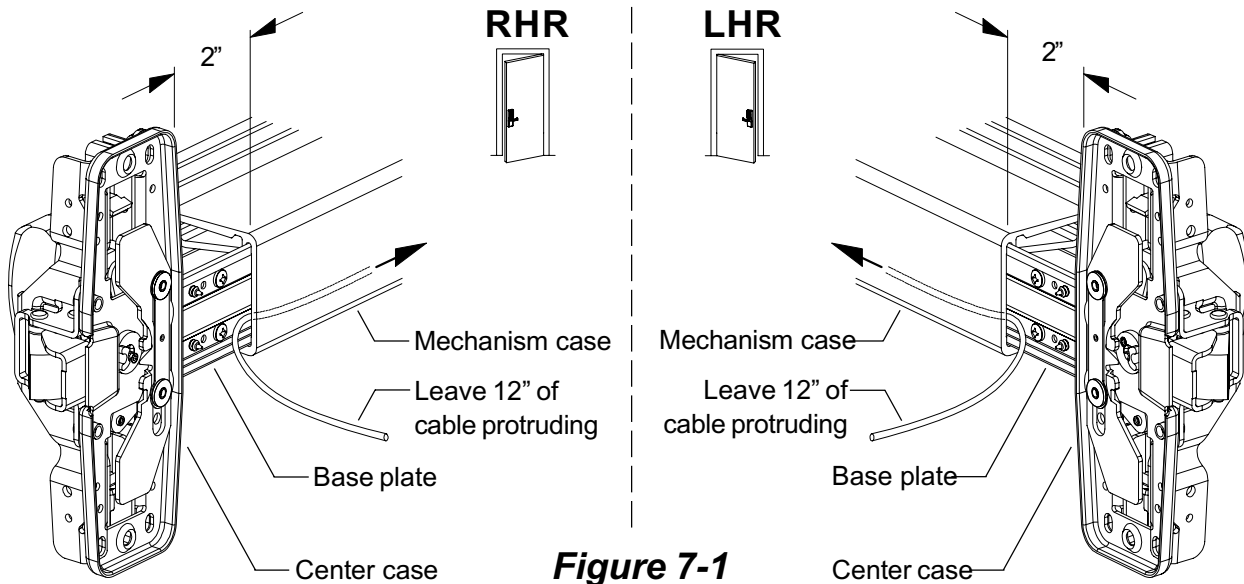 RHR
2”
Mechanism case
Leave 12” of
cable protruding
Base plate
Center case
LHR
2”
Mechanism case
Leave 12” of
cable protruding
Base plate
Center case
Figure 7-1